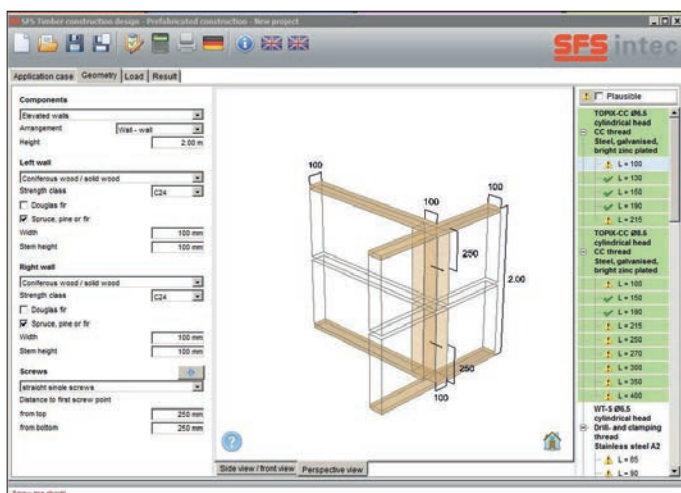 SFS Timber construction design - Prefabricated construction - New project
SFS intec
Application case Geometry Load Result
Components
Elevated walls
Arrangement Wall - wall
Height 2.00 m
Left wall
Coniferous wood / solid wood
Strength class C24
Douglas fir
Spruce, pine or fir
Width 100 mm
Stem height 100 mm
Right wall
Coniferous wood / solid wood
Strength class C24
Douglas fir
Spruce, pine or fir
Width 100 mm
Stem height 100 mm
Screws
straight single screws
Distance to first screw point
from top 250 mm
from bottom 250 mm
100
100
100
250
2.00
250
100
Side view / front view Perspective view
Plausible
TOPIX-CC Ø6.5
cylindrical head
CC thread
Steel, galvanised,
bright zinc plated
L = 100
L = 130
L = 150
L = 190
L = 215
TOPIX-CC Ø8.5
cylindrical head
CC thread
Steel, galvanised,
bright zinc plated
L = 100
L = 150
L = 190
L = 215
L = 250
L = 270
L = 300
L = 350
L = 400
WT-S Ø6.5
cylindrical head
Drill- and clamping
thread
Stainless steel A2
L = 65
L = 90